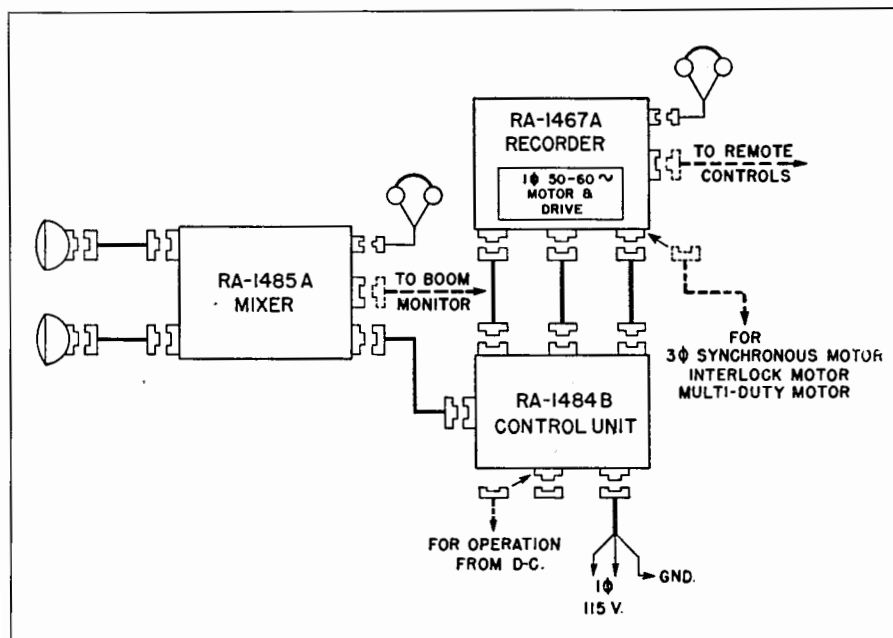 RA-1467A
RECORDER
1ϕ 50-60 ~
MOTOR &
DRIVE
TO REMOTE
CONTROLS
RA-1485A
MIXER
TO BOOM
MONITOR
FOR
3ϕ SYNCHRONOUS MOTOR
INTERLOCK MOTOR
MULTI-DUTY MOTOR
RA-1484B
CONTROL UNIT
FOR OPERATION
FROM D-C.
GND.
1ϕ
115 V.